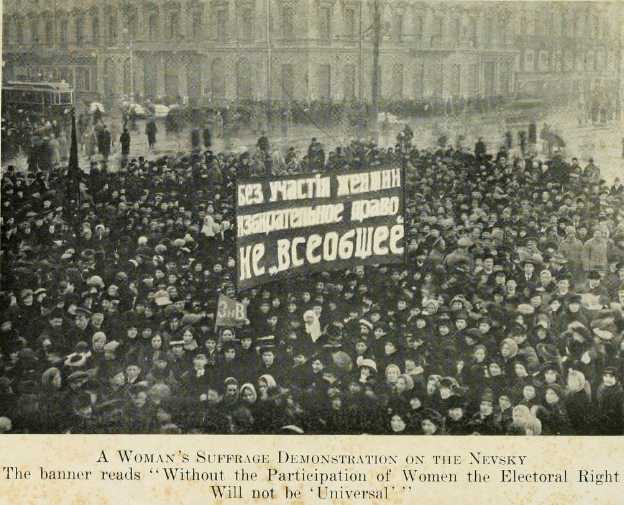 БЕЗ УЧАСТІЯ ЖЕНЩИН
ИЗБИРАТЕЛЬНОЕ ПРАВО
НЕ „ВСЕОБЩЕЕ
A WOMAN'S SUFFRAGE DEMONSTRATION ON THE NEVSKY
The banner reads "Without the Participation of Women the Electoral Right
Will not be 'Universal' "